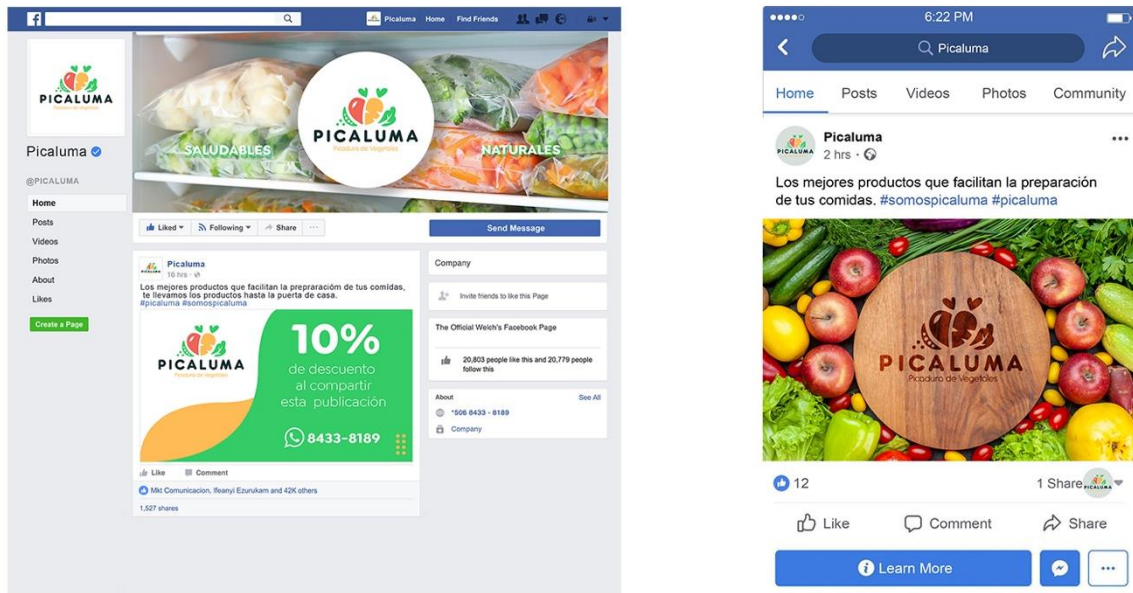 Picaluma Home Find Friends
PICALUMA
SALUDABLES
PICALUMA
Picadura de Vegetales
NATURALES
Picaluma
@PICALUMA
Home
Posts
Videos
Photos
About
Likes
Create a Page
Liked Following Share
Send Message
Picaluma
16 hrs
Los mejores productos que facilitan la prepraración de tus comidas,
te llevamos los productos hasta la puerta de casa.
#picaluma #somospicaluma
PICALUMA
Picadura de Vegetales
10%
de descuento
al compartir
esta publicación
8433-8189
Like Comment
Mkt Comunicacion, Ifeanyi Ezurukam and 42K others
1,527 shares
Company
Invite friends to like this Page
The Official Welch's Facebook Page
20,803 people like this and 20,779 people
follow this
About See All
*506 8433 - 8189
Company
6:22 PM
Picaluma
Home Posts Videos Photos Community
PICALUMA
Picaluma
2 hrs
Los mejores productos que facilitan la preparación
de tus comidas. #somospicaluma #picaluma
PICALUMA
Picadura de Vegetales
12
1 Share
PICALUMA
Like Comment Share
Learn More